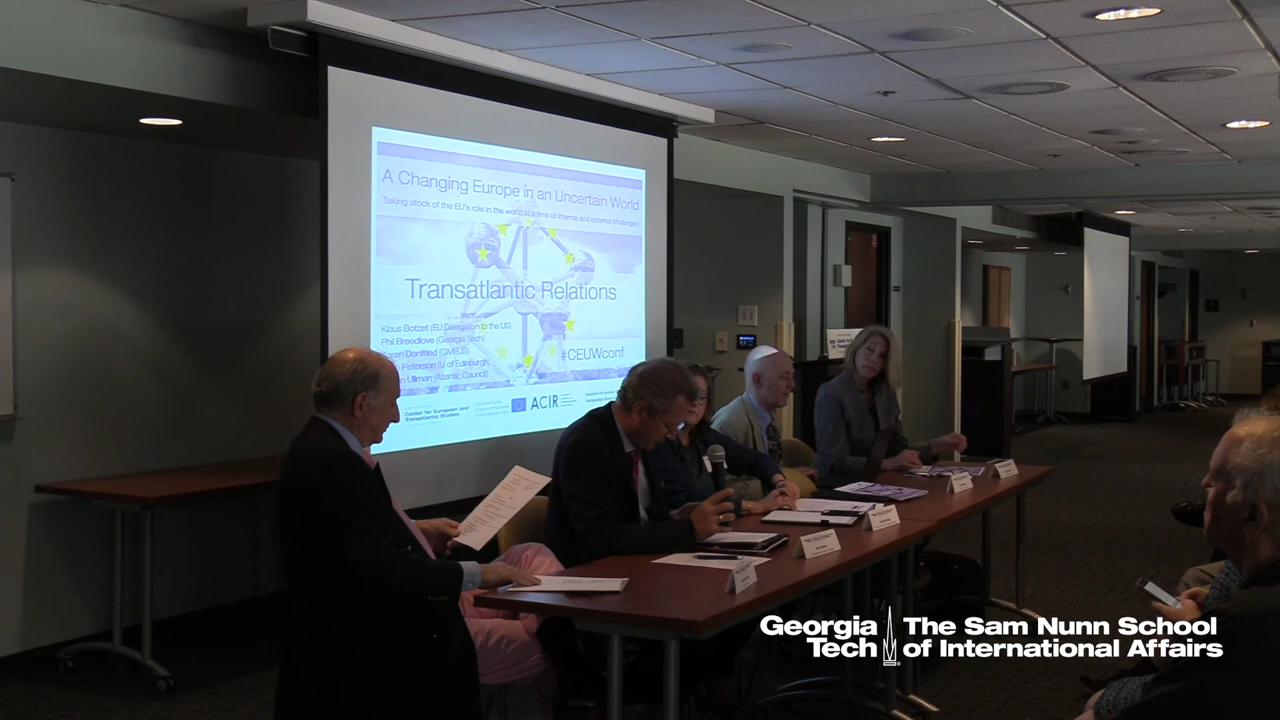 A Changing Europe in an Uncertain World
Taking stock of the EU's role in the world at a time of internal and external challenges
Transatlantic Relations
Klaus Botzet (EU Delegation to the US)
Phil Breedlove (Georgia Tech)
Donfried (GMFUS)
Peterson (U of Edinburgh)
Ullman (Atlantic Council)
#CEUWconf
Center for European and
Transatlantic Studies
ACIR
Georgia
Tech
The Sam Nunn School
of International Affairs